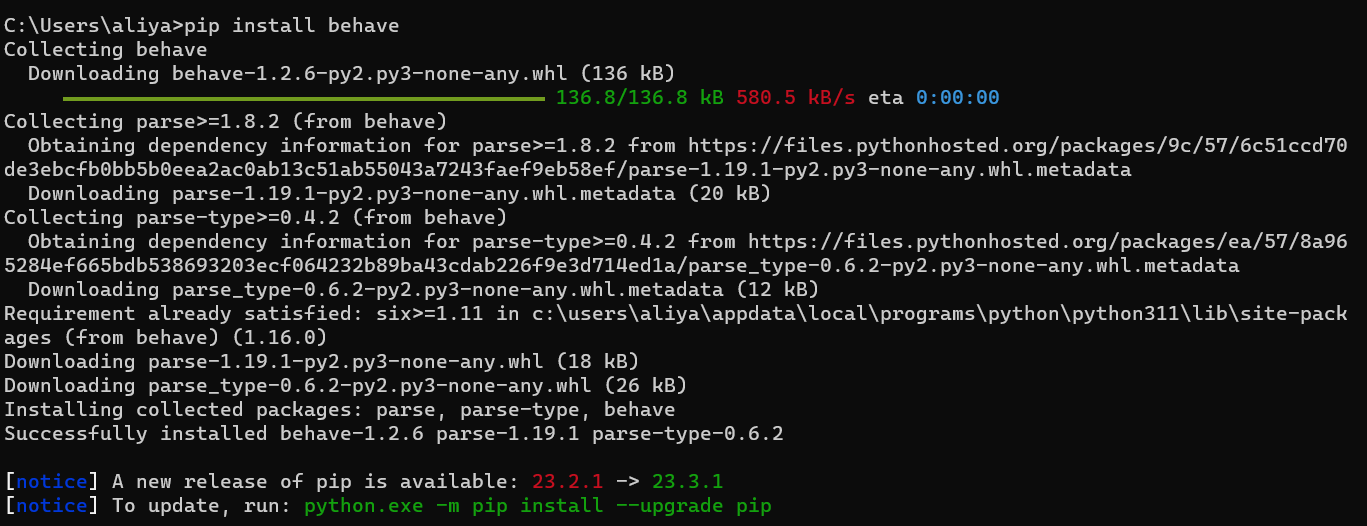 C:\Users\aliya>pip install behave
Collecting behave
  Downloading behave-1.2.6-py2.py3-none-any.whl (136 kB)
136.8/136.8 kB 580.5 kB/s eta 0:00:00
Collecting parse>=1.8.2 (from behave)
  Obtaining dependency information for parse>=1.8.2 from https://files.pythonhosted.org/packages/9c/57/6c51ccd70
de3ebcfb0bb5b0eea2ac0ab13c51ab55043a7243faef9eb58ef/parse-1.19.1-py2.py3-none-any.whl.metadata
  Downloading parse-1.19.1-py2.py3-none-any.whl.metadata (20 kB)
Collecting parse-type>=0.4.2 (from behave)
  Obtaining dependency information for parse-type>=0.4.2 from https://files.pythonhosted.org/packages/ea/57/8a96
5284ef665bdb538693203ecf064232b89ba43cdab226f9e3d714ed1a/parse_type-0.6.2-py2.py3-none-any.whl.metadata
  Downloading parse_type-0.6.2-py2.py3-none-any.whl.metadata (12 kB)
Requirement already satisfied: six>=1.11 in c:\users\aliya\appdata\local\programs\python\python311\lib\site-pack
ages (from behave) (1.16.0)
Downloading parse-1.19.1-py2.py3-none-any.whl (18 kB)
Downloading parse_type-0.6.2-py2.py3-none-any.whl (26 kB)
Installing collected packages: parse, parse-type, behave
Successfully installed behave-1.2.6 parse-1.19.1 parse-type-0.6.2
[notice] A new release of pip is available: 23.2.1 -> 23.3.1
[notice] To update, run: python.exe -m pip install --upgrade pip